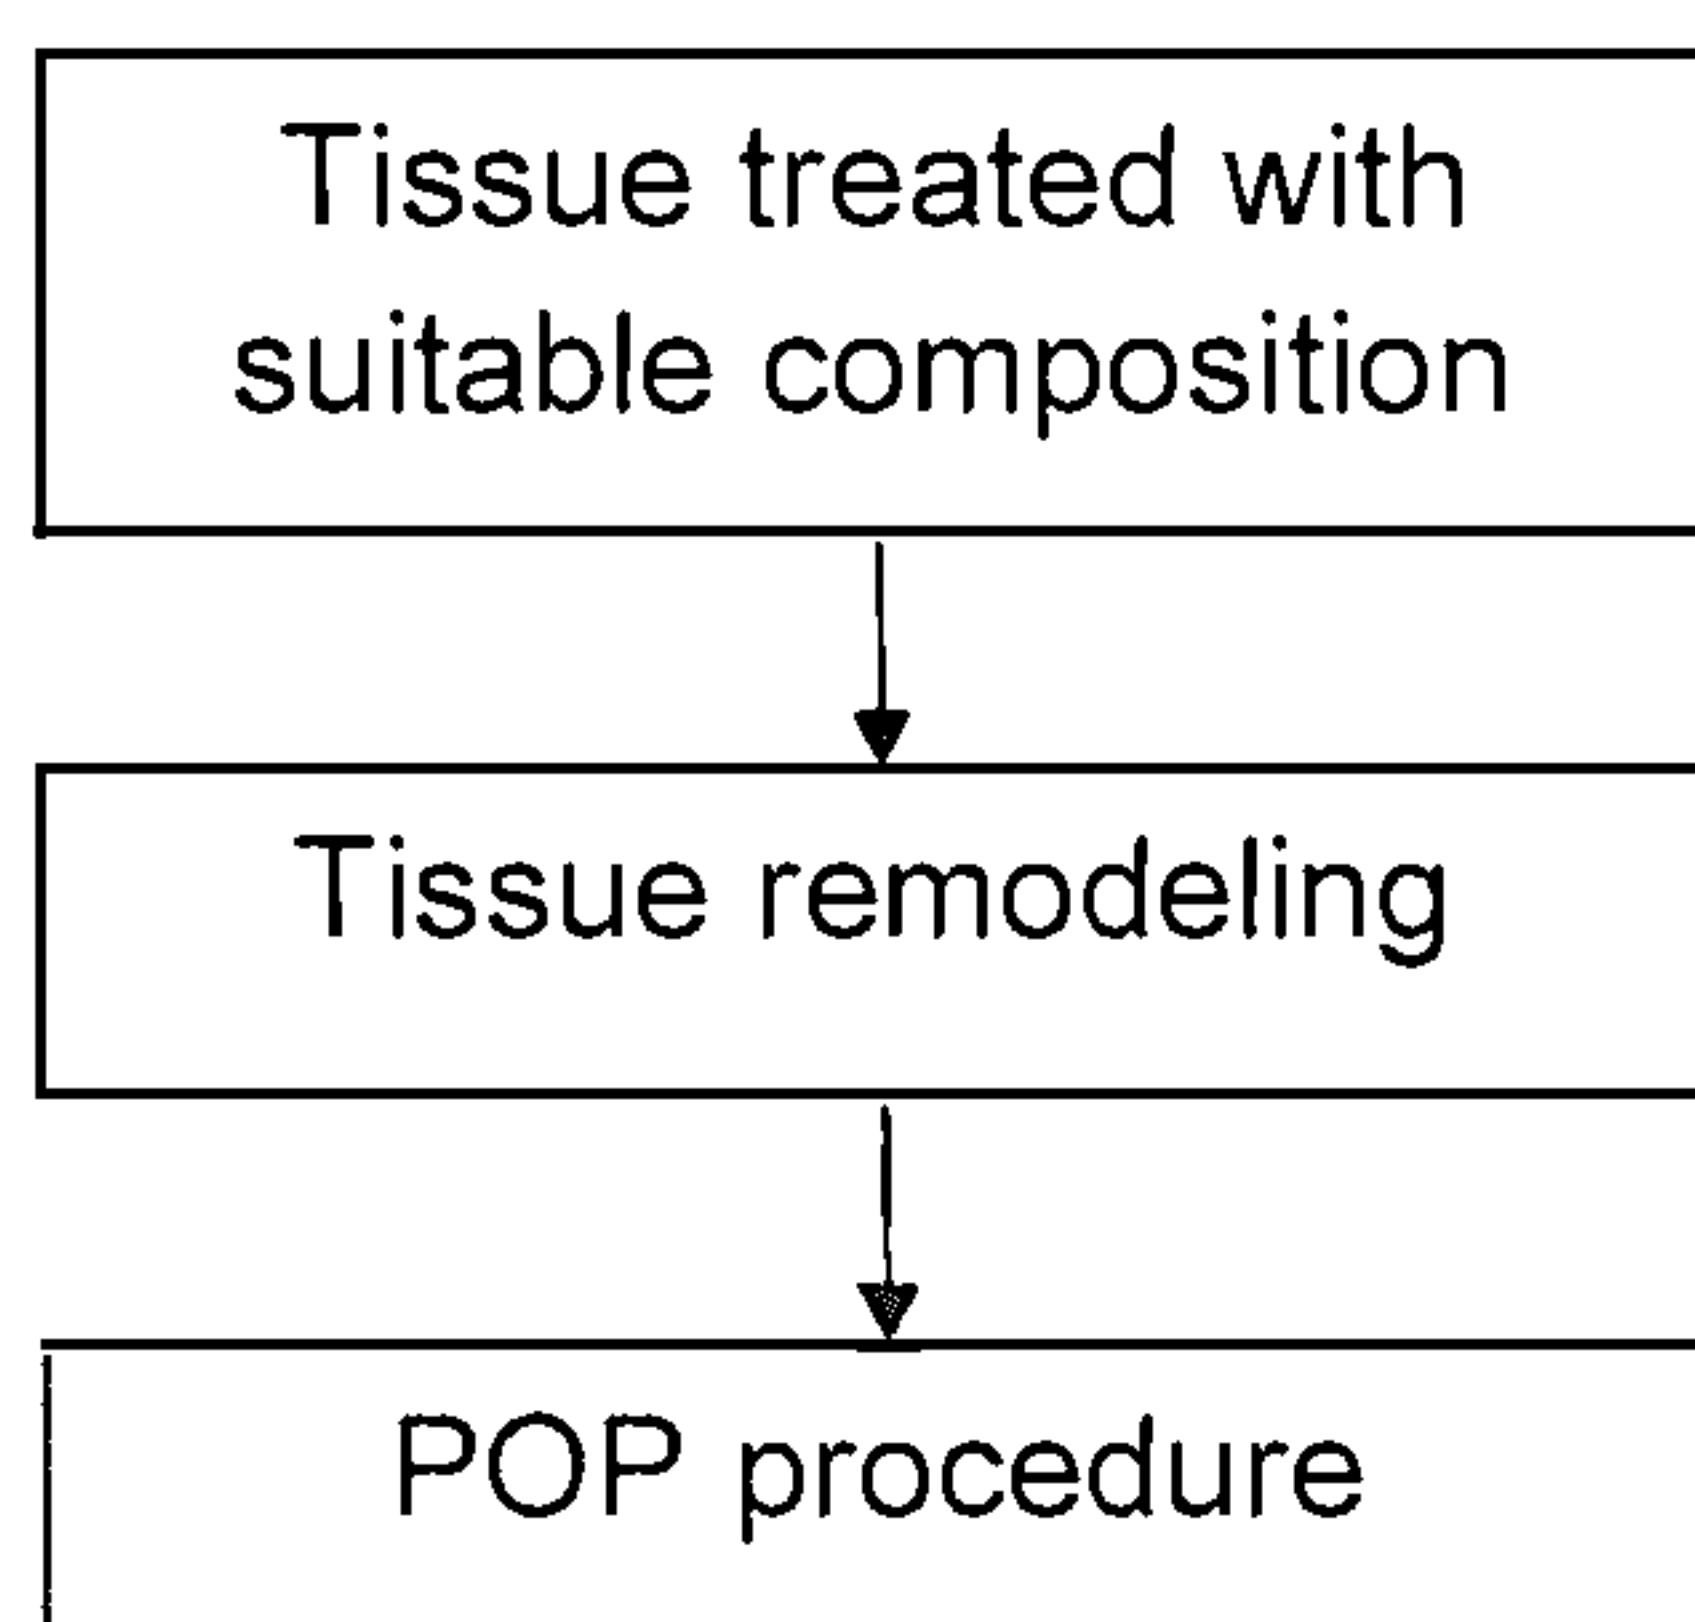 Tissue treated with
suitable composition
Tissue remodeling
POP procedure